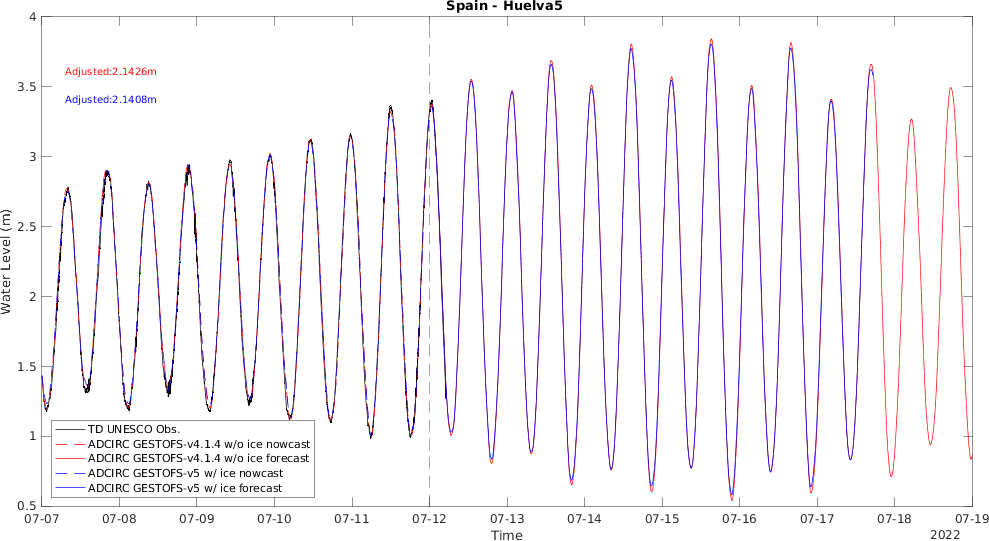 Spain - Huelva5
Adjusted:2.1426m
Adjusted:2.1408m
Water Level (m)
4
3.5
3
2.5
2
1.5
1
0.5
TD UNESCO Obs.
ADCIRC GESTOFS-v4.1.4 w/o ice nowcast
ADCIRC GESTOFS-v4.1.4 w/o ice forecast
ADCIRC GESTOFS-v5 w/ ice nowcast
ADCIRC GESTOFS-v5 w/ ice forecast
07-07 07-08 07-09 07-10 07-11 07-12 07-13 07-14 07-15 07-16 07-17 07-18 07-19
Time
2022